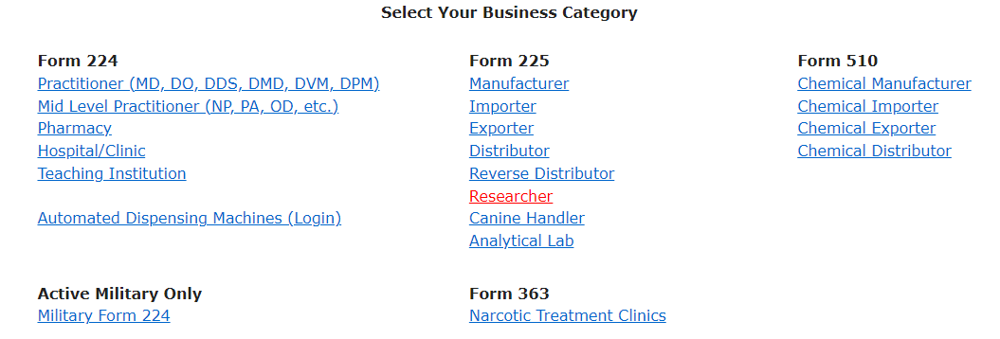 Select Your Business Category
Form 224
Practitioner (MD, DO, DDS, DMD, DVM, DPM)
Mid Level Practitioner (NP, PA, OD, etc.)
Pharmacy
Hospital/Clinic
Teaching Institution
Automated Dispensing Machines (Login)
Form 225
Manufacturer
Importer
Exporter
Distributor
Reverse Distributor
Researcher
Canine Handler
Analytical Lab
Form 510
Chemical Manufacturer
Chemical Importer
Chemical Exporter
Chemical Distributor
Active Military Only
Military Form 224
Form 363
Narcotic Treatment Clinics